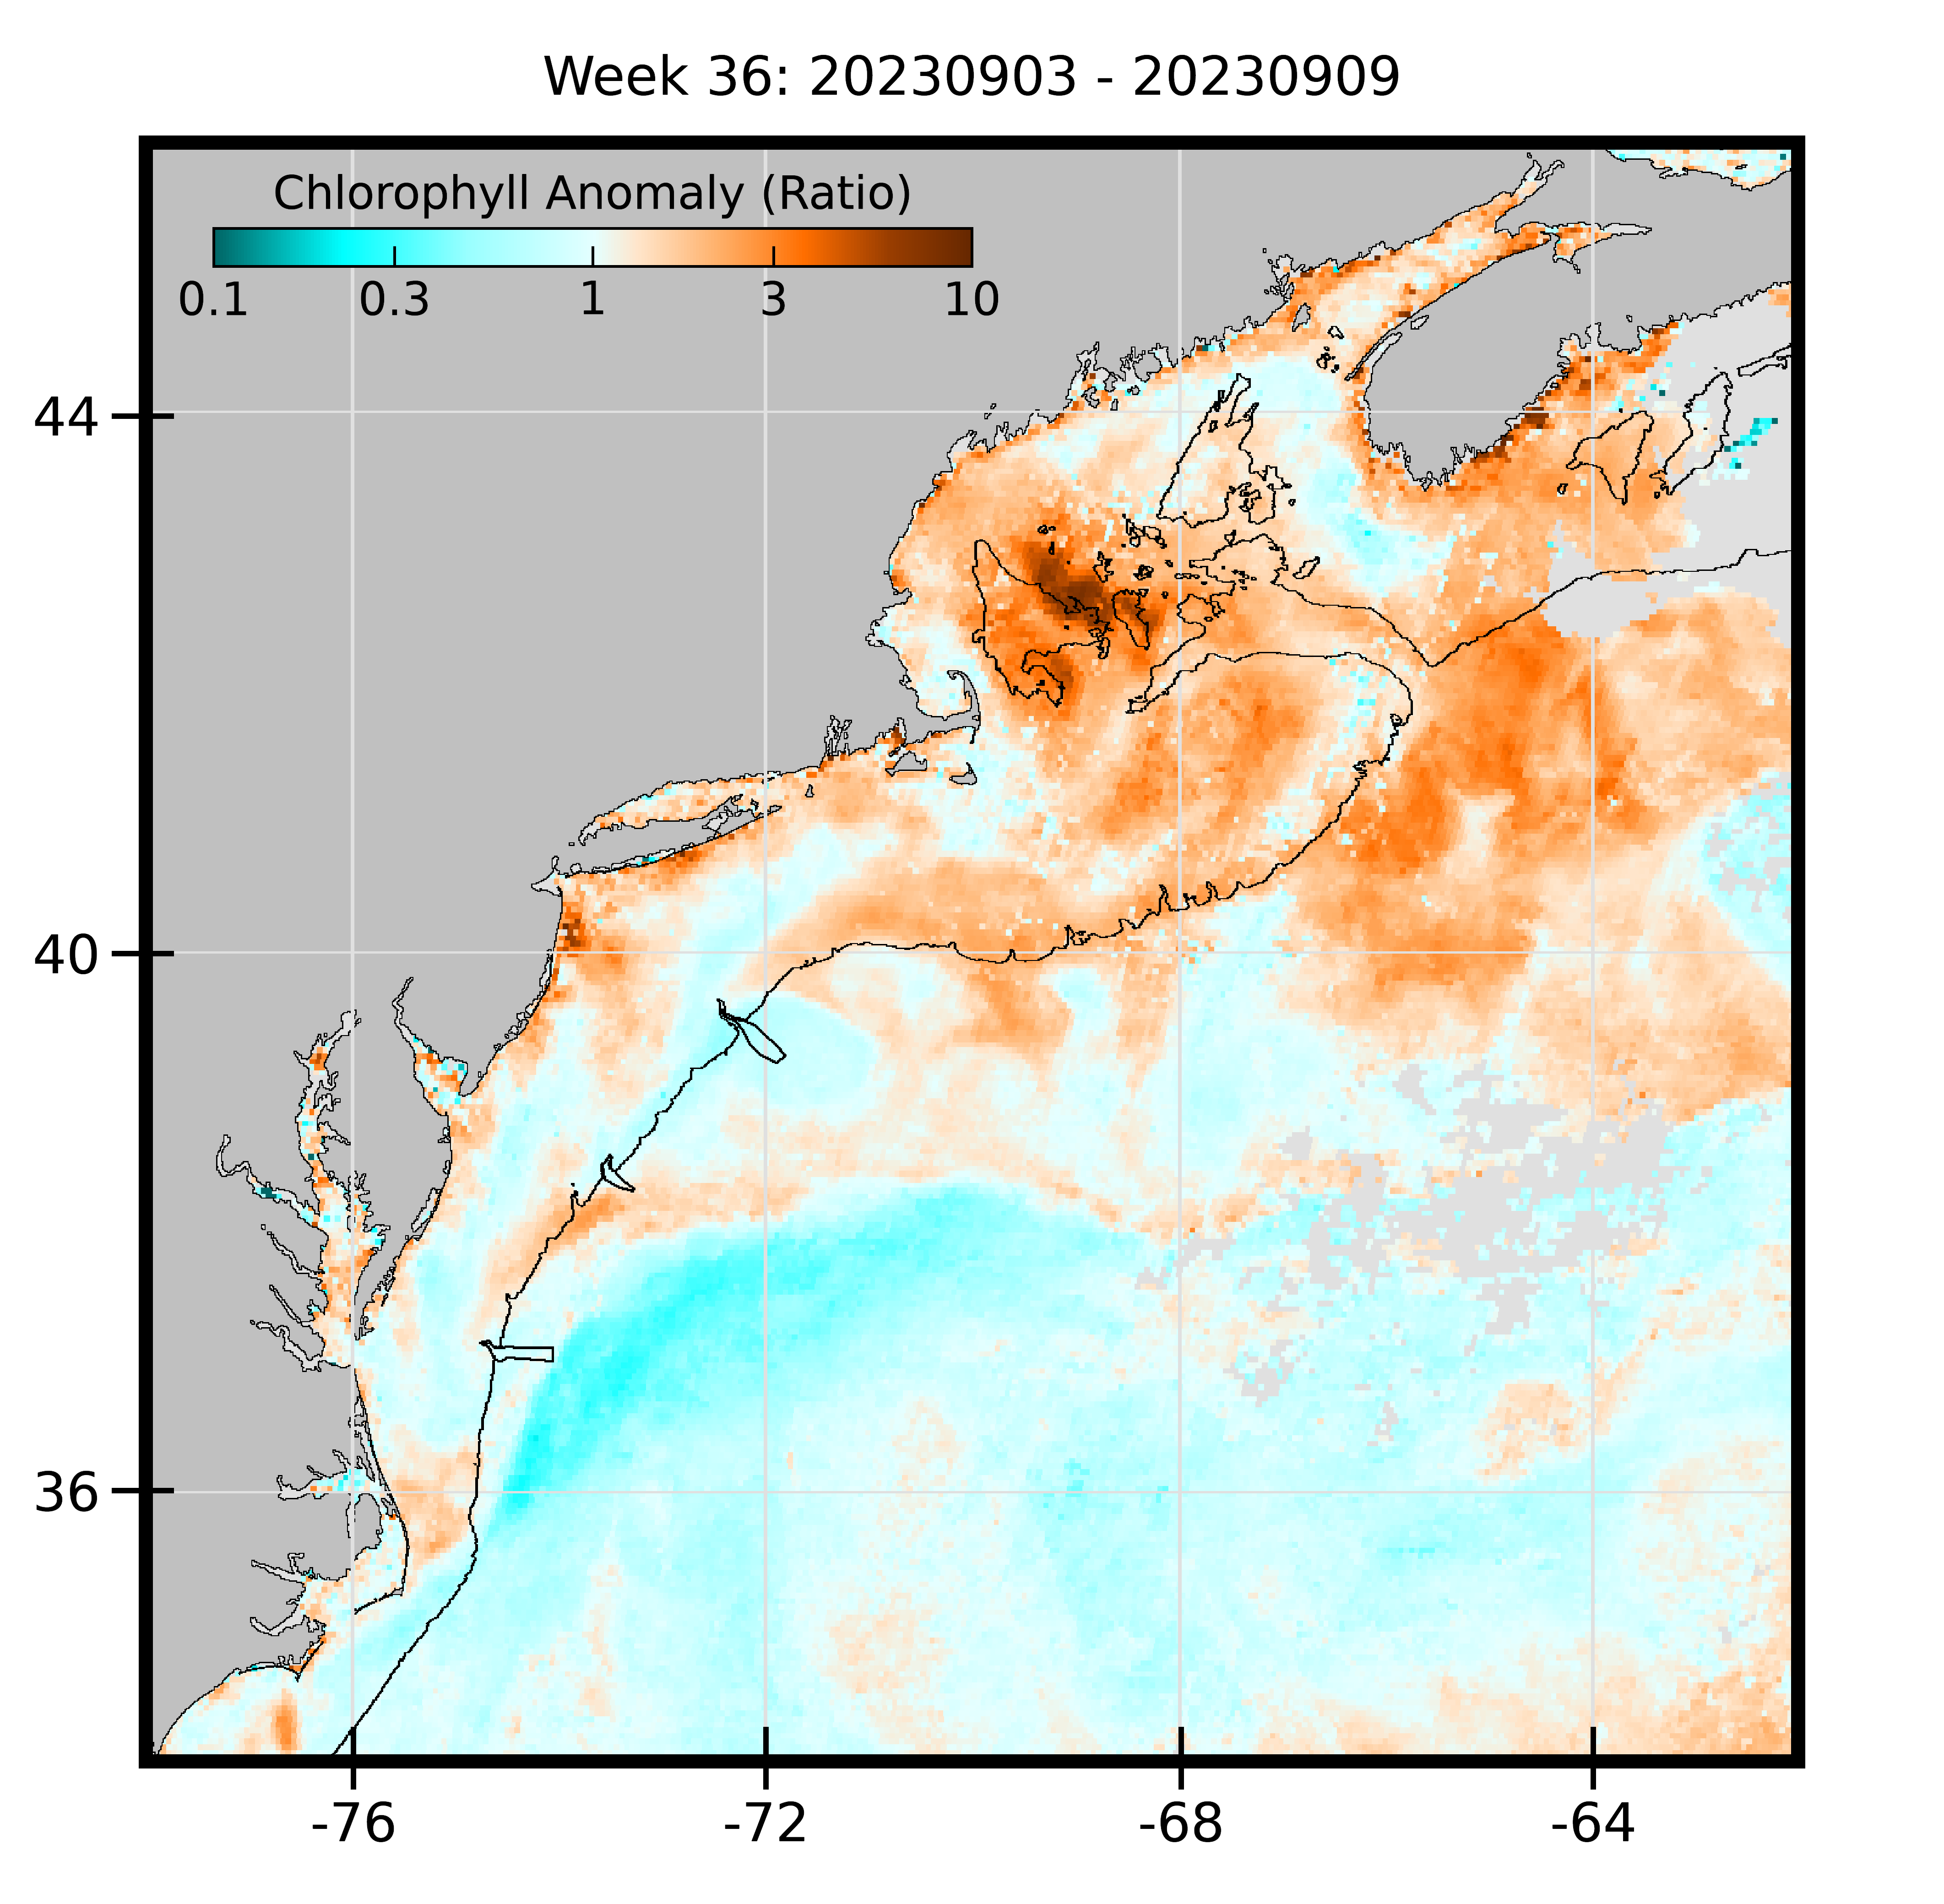 Week 36: 20230903 - 20230909
Chlorophyll Anomaly (Ratio)
0.1 0.3 1 3 10
44
40
36
-76 -72 -68 -64